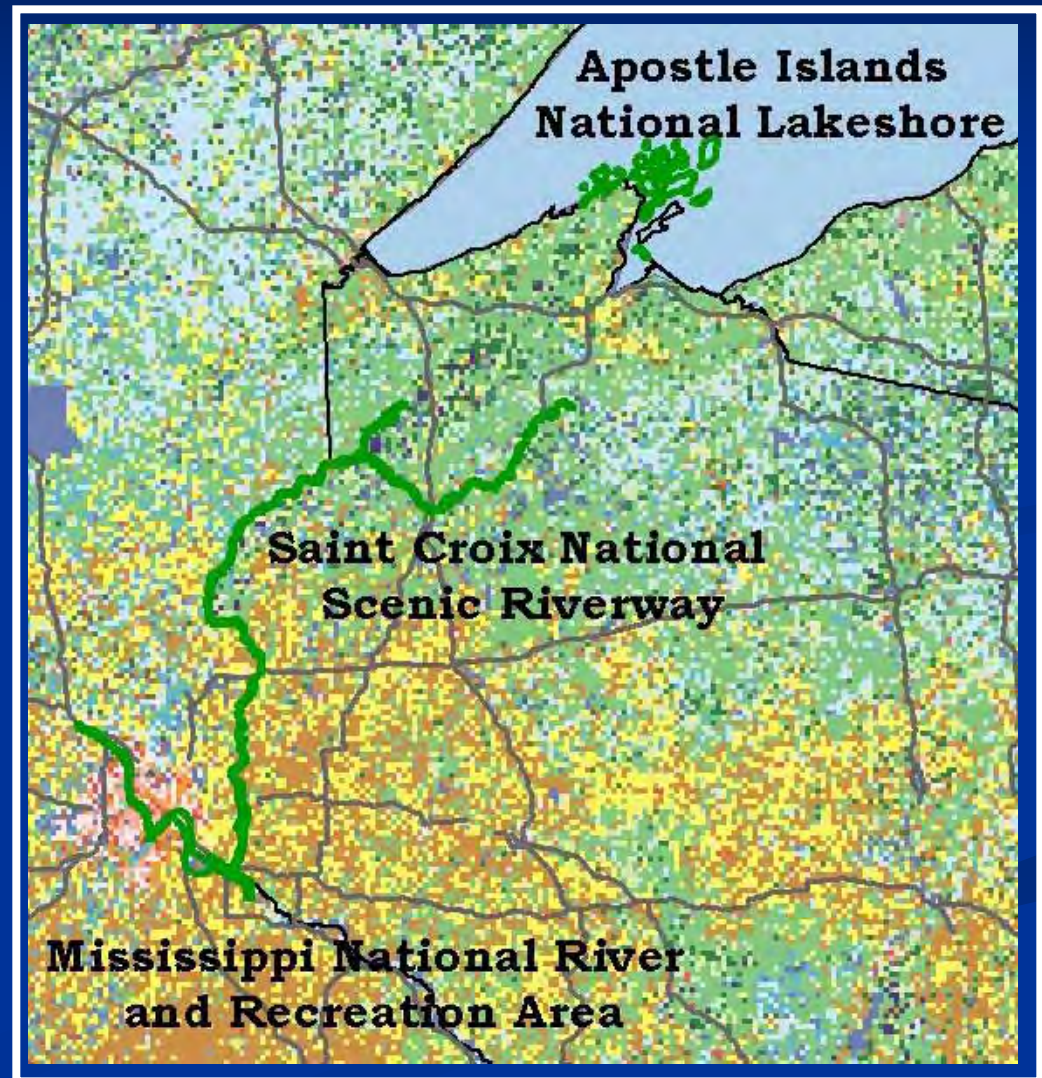 Apostle Islands
National Lakeshore
Saint Croix National
Scenic Riverway
Mississippi National River
and Recreation Area